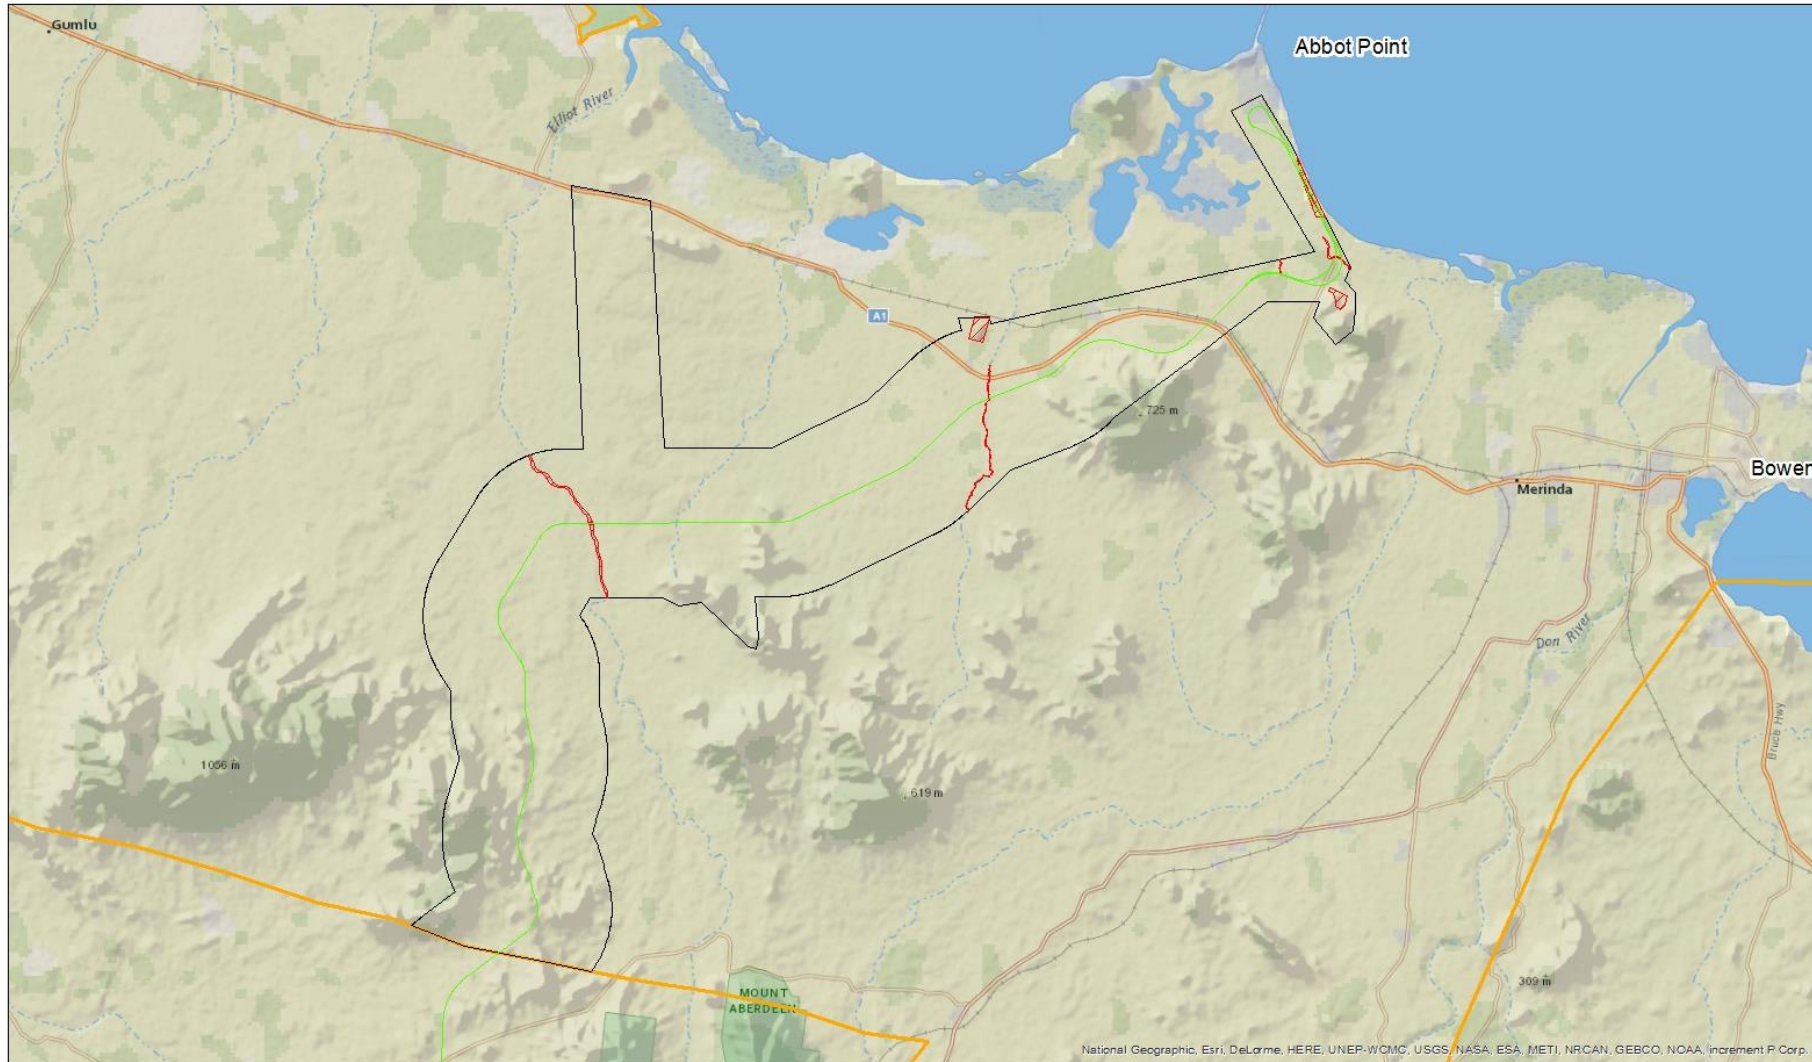 Gumlu
Abbot Point
Elliot River
A1
725 m
Bowen
Merinda
Don River
Bruce Hwy
1056 m
619 m
309 m
MOUNT
ABERDEEN
National Geographic, Esri, DeLorme, HERE, UNEP-WCMC, USGS, NASA, ESA, METI, NRCAN, GEBCO, NOAA, increment P Corp.